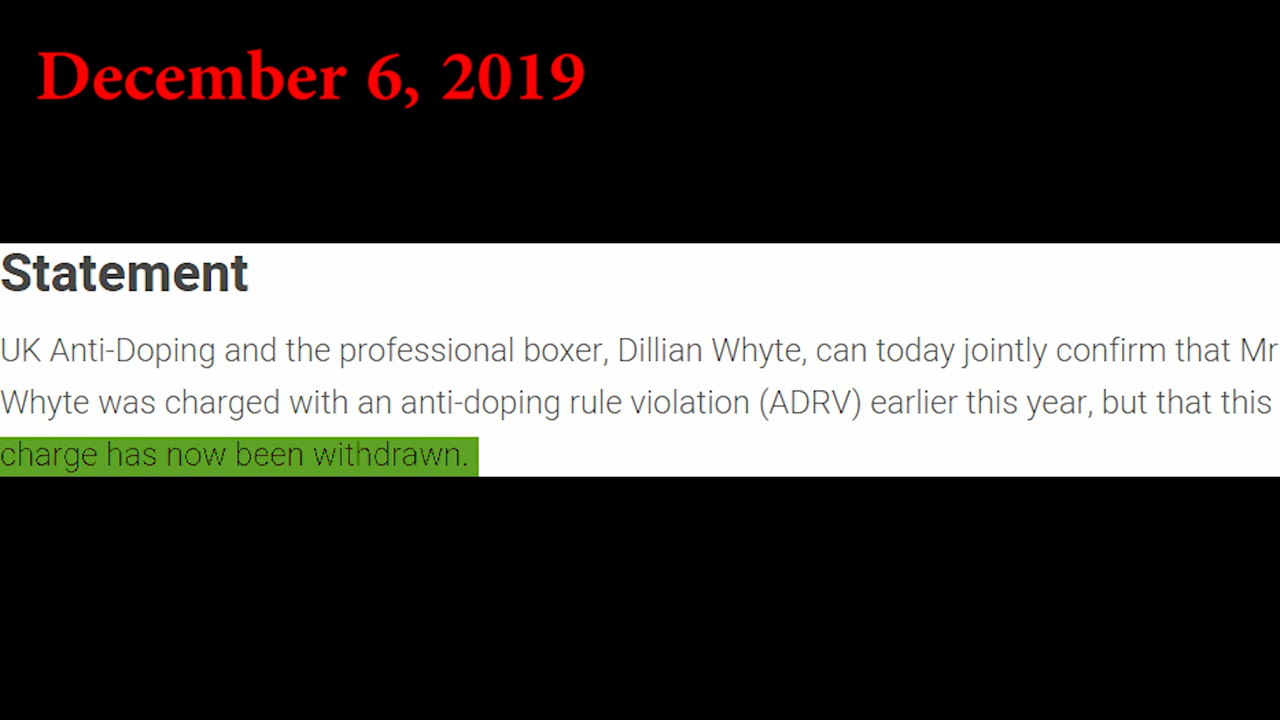 December 6, 2019
Statement
UK Anti-Doping and the professional boxer, Dillian Whyte, can today jointly confirm that Mr
Whyte was charged with an anti-doping rule violation (ADRV) earlier this year, but that this
charge has now been withdrawn.